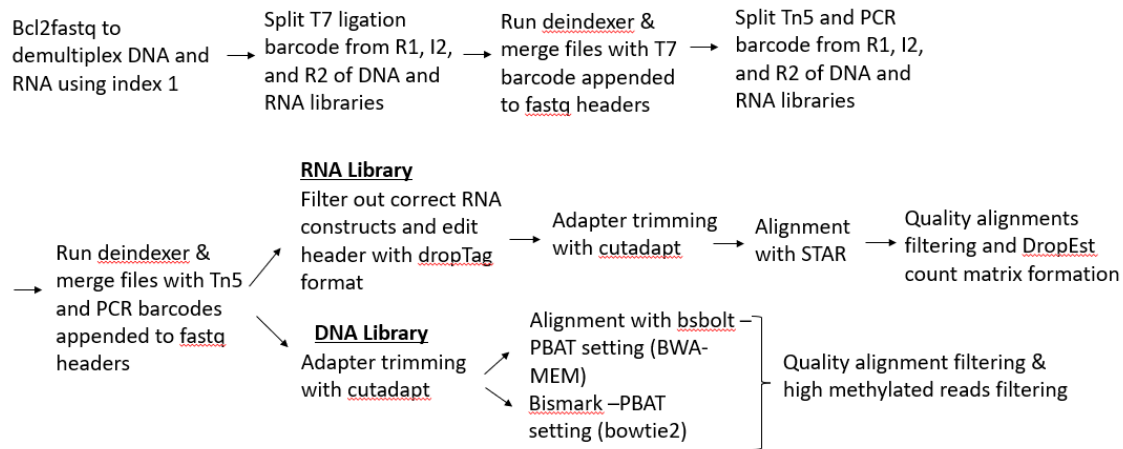 Bcl2fastq to
demultiplex DNA and
RNA using index 1
Split T7 ligation
barcode from R1, I2,
and R2 of DNA and
RNA libraries
Run deindexer &
merge files with T7
barcode appended
to fastq headers
Split Tn5 and PCR
barcode from R1, I2,
and R2 of DNA and
RNA libraries
Run deindexer &
merge files with Tn5
and PCR barcodes
appended to fastq
headers
RNA Library
Filter out correct RNA
constructs and edit
header with dropTag
format
Adapter trimming
with cutadapt
Alignment
with STAR
Quality alignments
filtering and DropEst
count matrix formation
DNA Library
Adapter trimming
with cutadapt
Alignment with bsbolt –
PBAT setting (BWA-
MEM)
Bismark –PBAT
setting (bowtie2)
Quality alignment filtering &
high methylated reads filtering